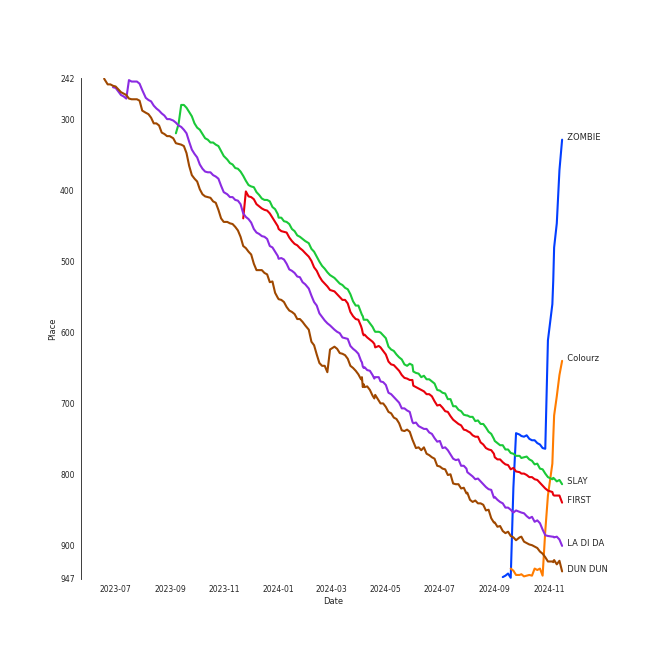 242
300
400
500
600
700
800
900
947
Place
ZOMBIE
Colourz
SLAY
FIRST
LA DI DA
DUN DUN
2023-07
2023-09
2023-11
2024-01
2024-03
2024-05
2024-07
2024-09
2024-11
Date